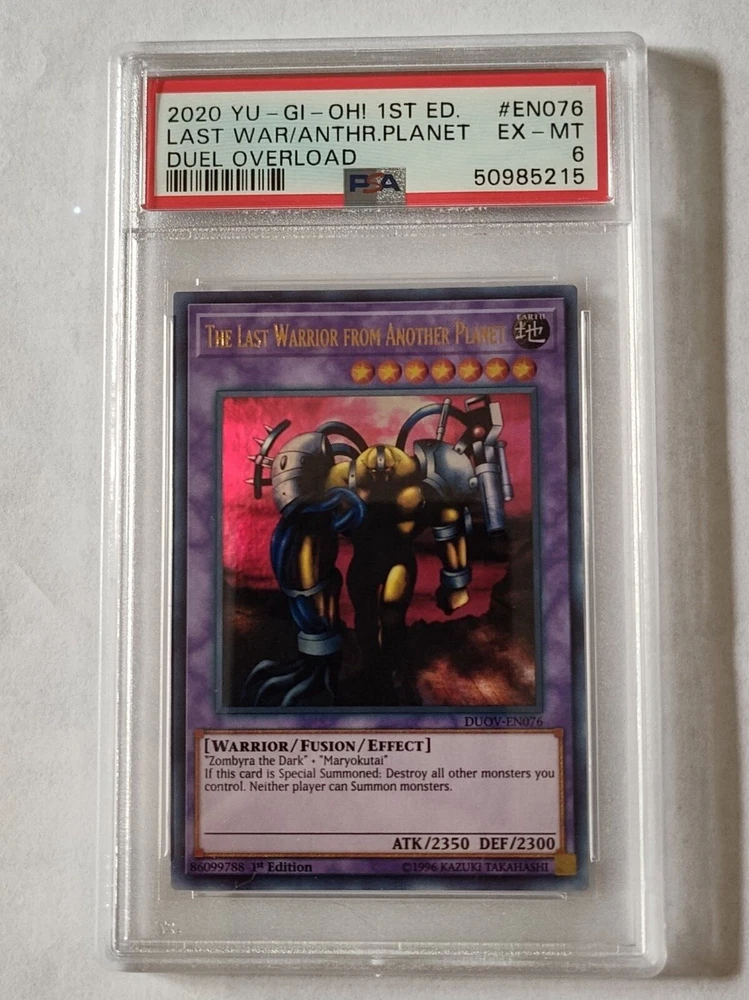 2020 YU-GI-OH! 1ST ED. #EN076
LAST WAR/ANTHR.PLANET EX-MT
DUEL OVERLOAD 6
PSA 50985215
THE LAST WARRIOR FROM ANOTHER PLANET
EARTH
地
DUOV-EN076
[WARRIOR/FUSION/EFFECT]
"Zombyra the Dark" + "Maryokutai"
If this card is Special Summoned: Destroy all other monsters you
control. Neither player can Summon monsters.
ATK/2350 DEF/2300
86099788 1st Edition ©1996 KAZUKI TAKAHASHI